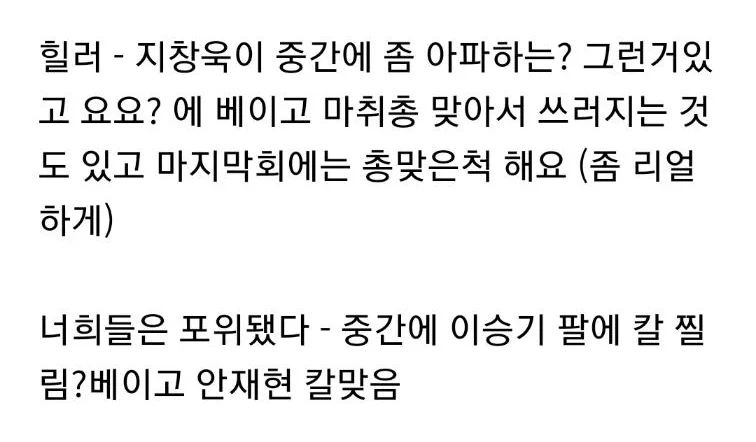 힐러 - 지창욱이 중간에 좀 아파하는? 그런거있
고 요요? 에 베이고 마취총 맞아서 쓰러지는 것
도 있고 마지막회에는 총맞은척 해요 (좀 리얼
하게)
너희들은 포위됐다 - 중간에 이승기 팔에 칼 찔
림?베이고 안재현 칼맞음